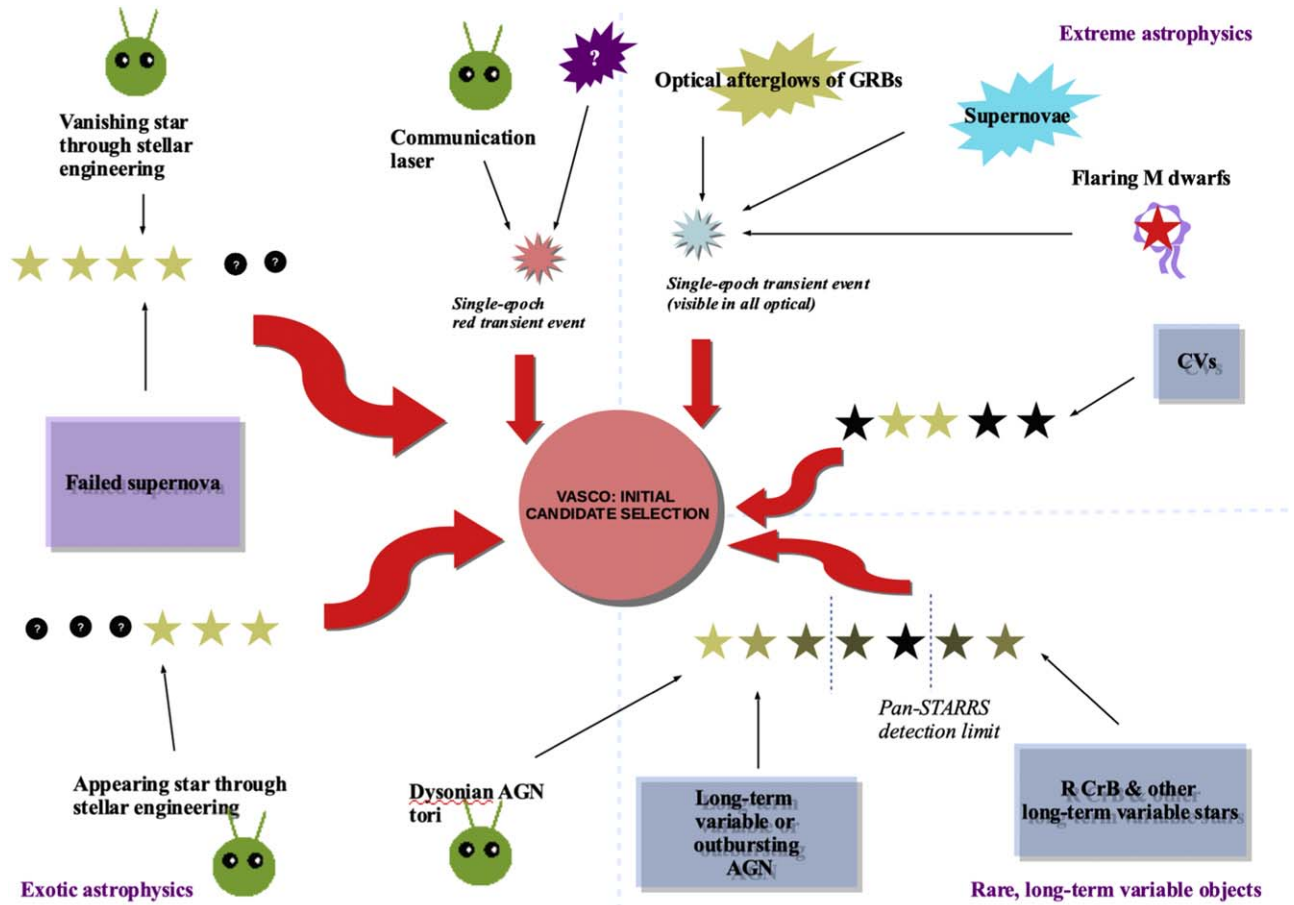 Extreme astrophysics
Vanishing star
through stellar
engineering
Communication
laser
?
Optical afterglows of GRBs
Supernovae
Flaring M dwarfs
? ?
Single-epoch
red transient event
Single-epoch transient event
(visible in all optical)
CVs
Failed supernova
VASCO: INITIAL
CANDIDATE SELECTION
? ? ?
Pan-STARRS
detection limit
Appearing star through
stellar engineering
Dysonian AGN
tori
Long-term
variable or
outbursting
AGN
R CrB & other
long-term variable stars
Exotic astrophysics
Rare, long-term variable objects